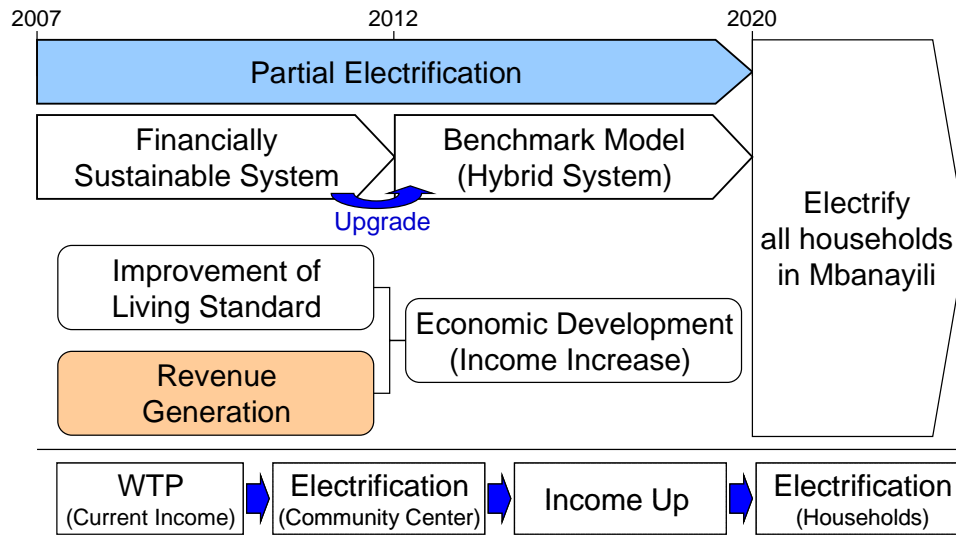 2007
2012
2020
Partial Electrification
Financially
Sustainable System
Benchmark Model
(Hybrid System)
Upgrade
Electrify
all households
in Mbanayili
Improvement of
Living Standard
Economic Development
(Income Increase)
Revenue
Generation
WTP
(Current Income)
Electrification
(Community Center)
Income Up
Electrification
(Households)